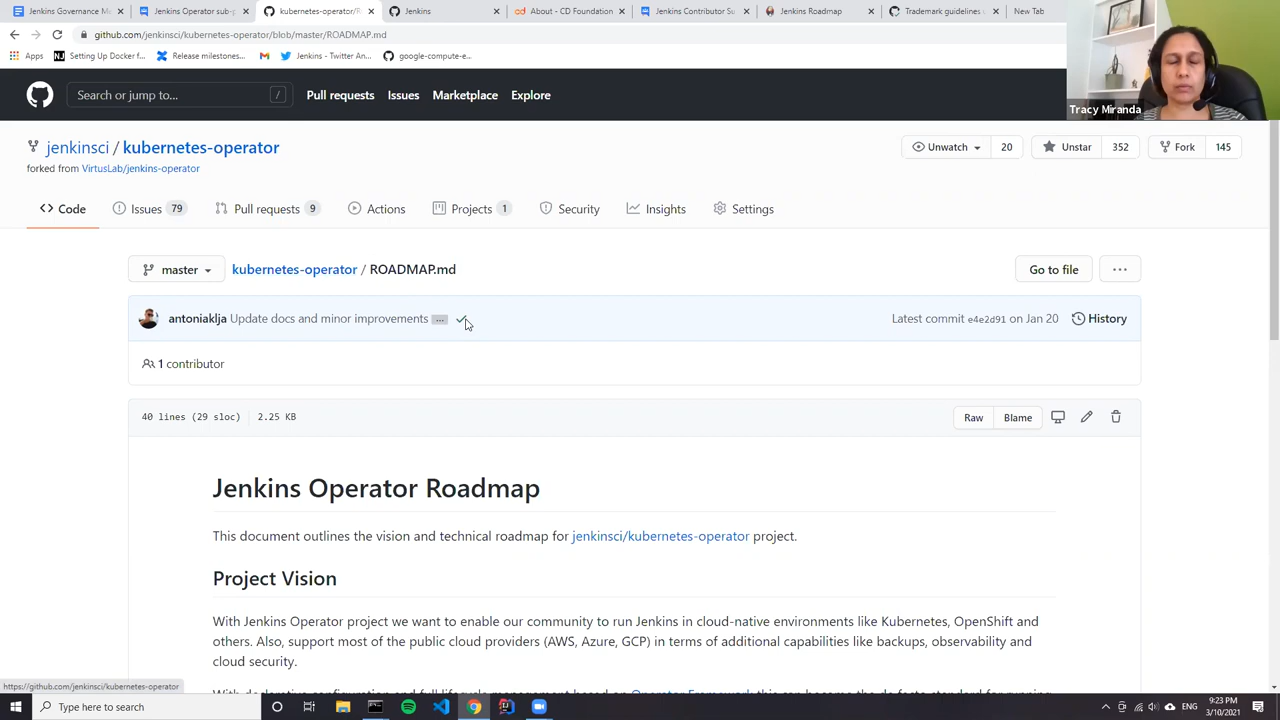 Jenkins Governance M
Jenkins Operator sub-p
kubernetes-operator/R
Jenkins
About - CD Foundation
Jenkins Contributor Su
Jenkins Roadmap
Trademark guidelines
New Tab
github.com/jenkinsci/kubernetes-operator/blob/master/ROADMAP.md
Apps
Setting Up Docker f...
Release milestones...
Jenkins - Twitter An...
google-compute-e...
Search or jump to...
/
Pull requests
Issues
Marketplace
Explore
Tracy Miranda
jenkinsci / kubernetes-operator
forked from VirtusLab/jenkins-operator
Unwatch 20
Unstar 352
Fork 145
Code
Issues 79
Pull requests 9
Actions
Projects 1
Security
Insights
Settings
master
kubernetes-operator / ROADMAP.md
Go to file
...
antoniaklja Update docs and minor improvements ...
Latest commit e4e2d91 on Jan 20
History
1 contributor
40 lines (29 sloc) 2.25 KB
Raw
Blame
Jenkins Operator Roadmap
This document outlines the vision and technical roadmap for jenkinsci/kubernetes-operator project.
Project Vision
With Jenkins Operator project we want to enable our community to run Jenkins in cloud-native environments like Kubernetes, OpenShift and
others. Also, support most of the public cloud providers (AWS, Azure, GCP) in terms of additional capabilities like backups, observability and
cloud security.
https://github.com/jenkinsci/kubernetes-operator
Type here to search
ENG
9:23 PM
3/10/2021